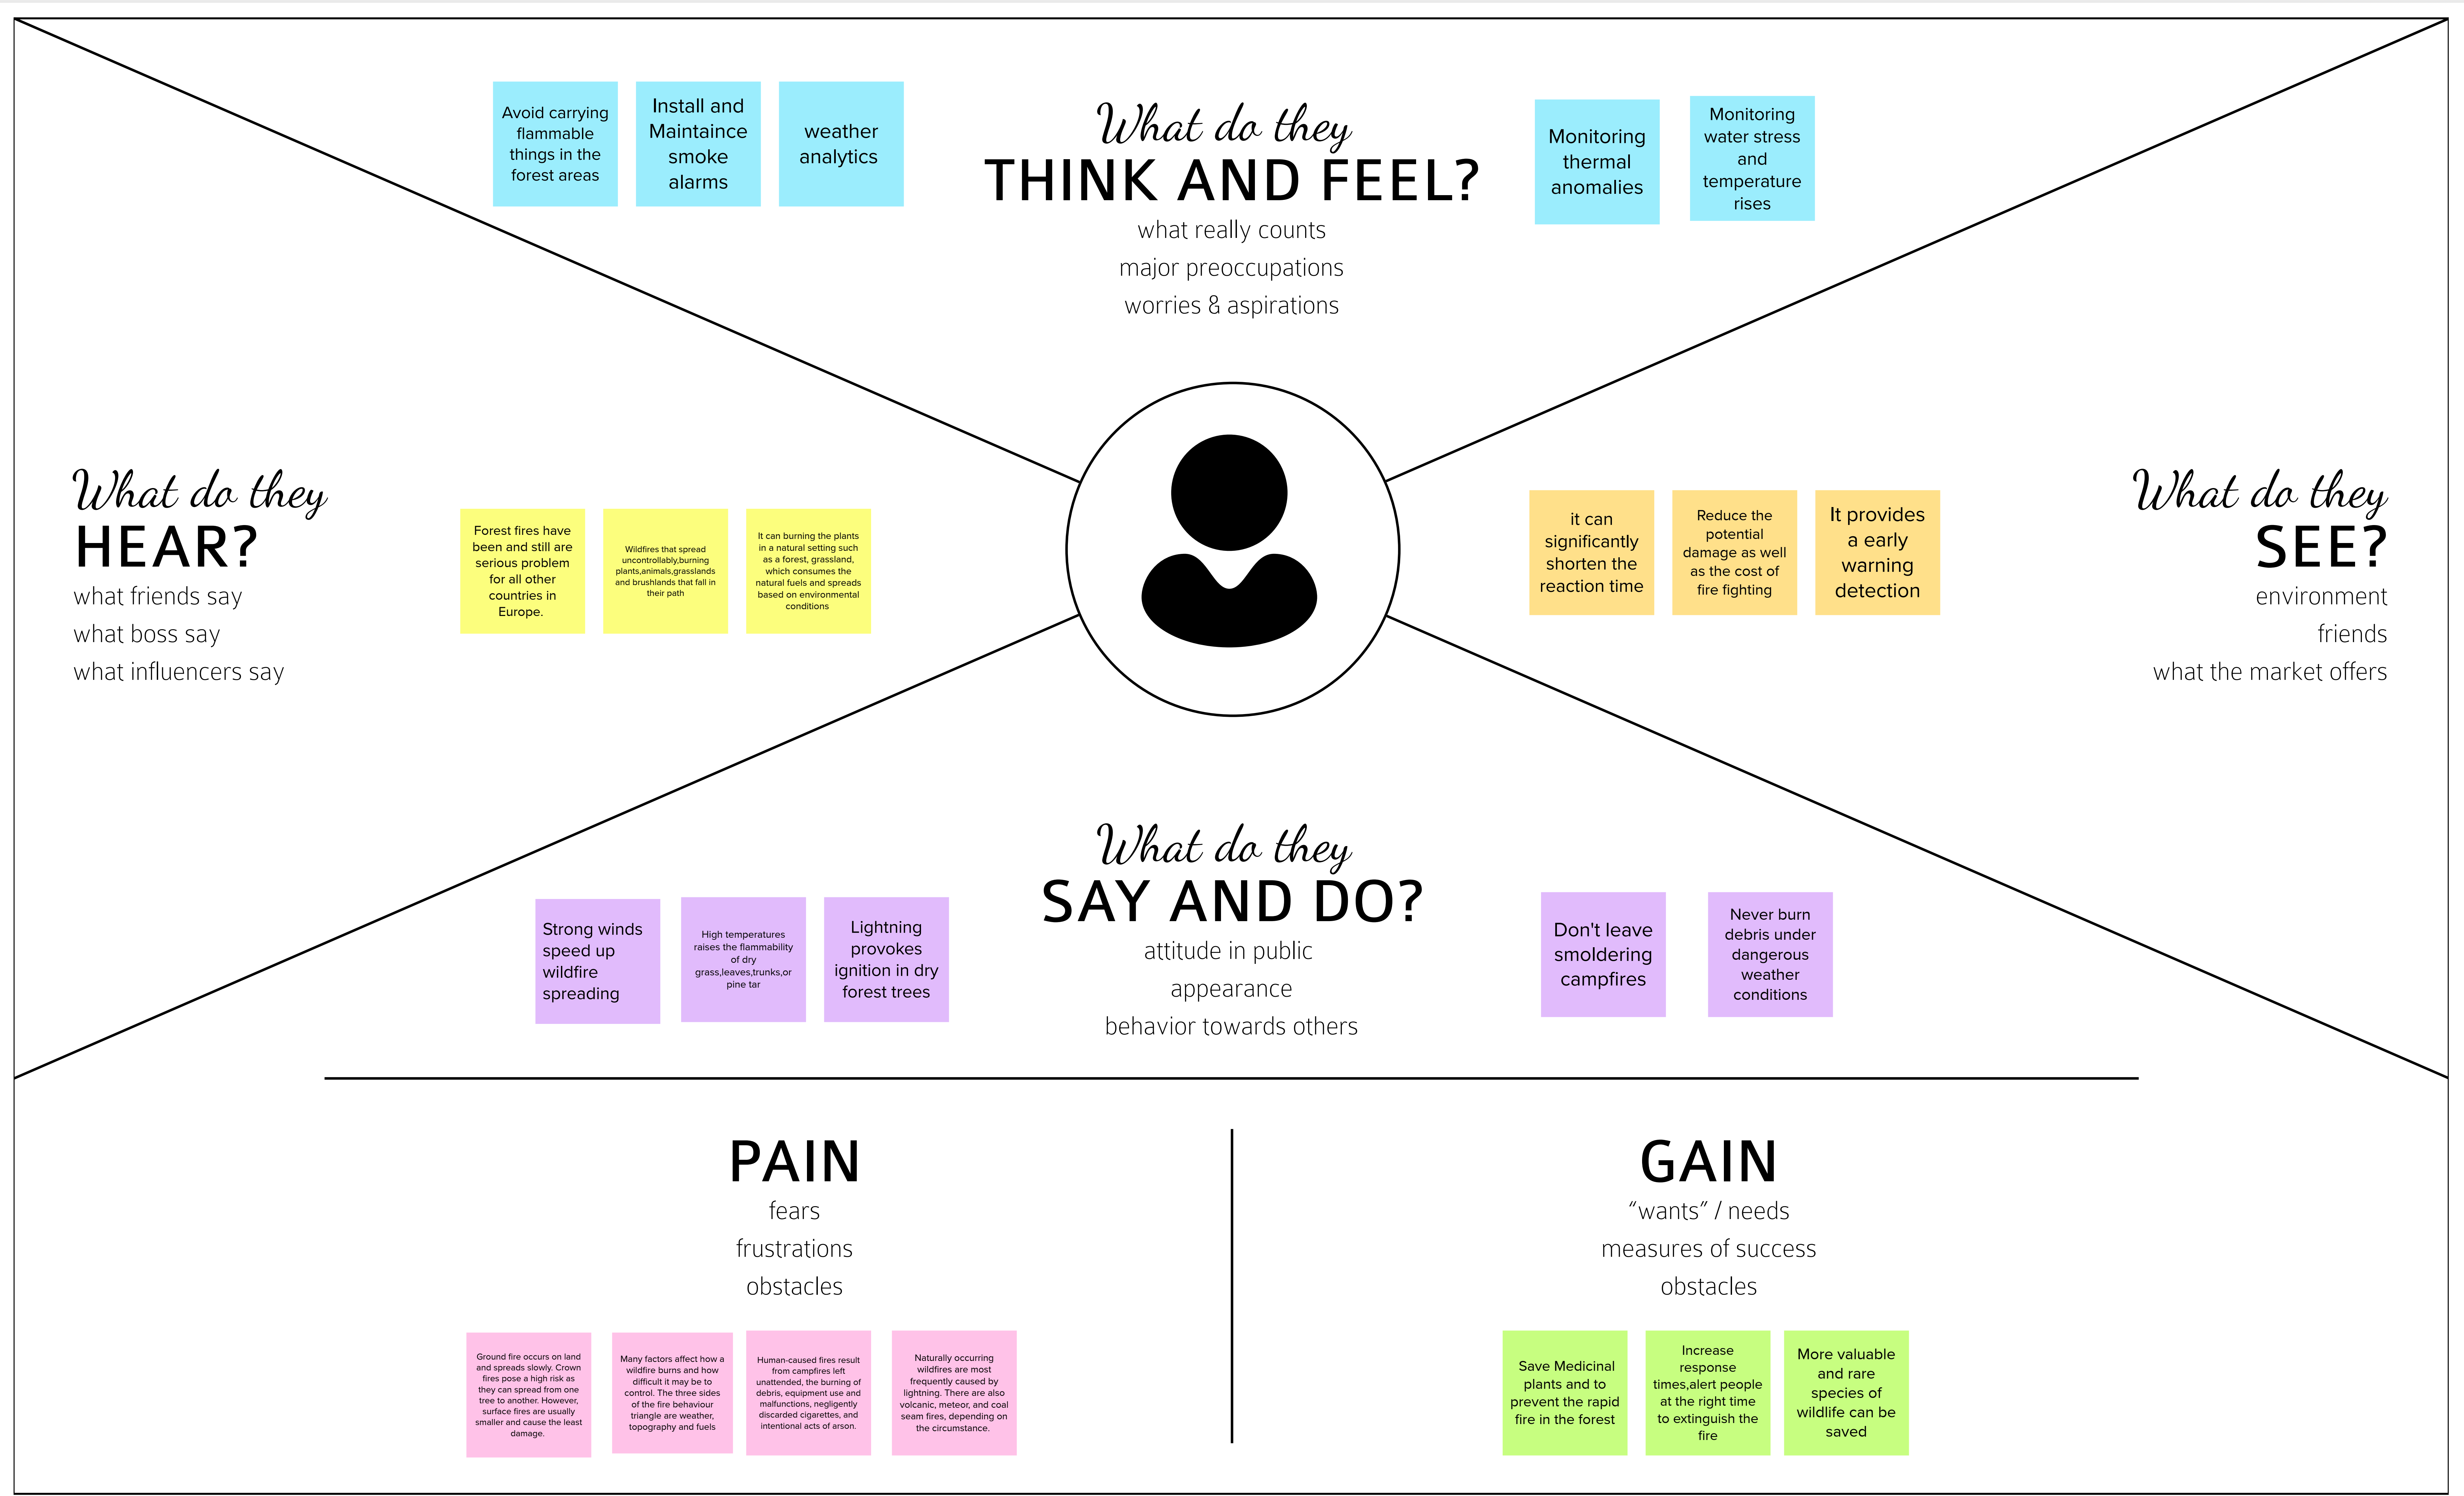 Avoid carrying
flammable
things in the
forest areas
Install and
Maintaince
smoke
alarms
weather
analytics
What do they
THINK AND FEEL?
what really counts
major preoccupations
worries & aspirations
Monitoring
thermal
anomalies
Monitoring
water stress
and
temperature
rises
What do they
HEAR?
what friends say
what boss say
what influencers say
Forest fires have
been and still are
serious problem
for all other
countries in
Europe.
Wildfires that spread
uncontrollably,burning
plants,animals,grasslands
and brushlands that fall in
their path
It can burning the plants
in a natural setting such
as a forest, grassland,
which consumes the
natural fuels and spreads
based on environmental
conditions
it can
significantly
shorten the
reaction time
Reduce the
potential
damage as well
as the cost of
fire fighting
It provides
a early
warning
detection
What do they
SEE?
environment
friends
what the market offers
Strong winds
speed up
wildfire
spreading
High temperatures
raises the flammability
of dry
grass,leaves,trunks,or
pine tar
Lightning
provokes
ignition in dry
forest trees
What do they
SAY AND DO?
attitude in public
appearance
behavior towards others
Don't leave
smoldering
campfires
Never burn
debris under
dangerous
weather
conditions
PAIN
fears
frustrations
obstacles
Ground fire occurs on land
and spreads slowly. Crown
fires pose a high risk as
they can spread from one
tree to another. However,
surface fires are usually
smaller and cause the least
damage.
Many factors affect how a
wildfire burns and how
difficult it may be to
control. The three sides
of the fire behaviour
triangle are weather,
topography and fuels
Human-caused fires result
from campfires left
unattended, the burning of
debris, equipment use and
malfunctions, negligently
discarded cigarettes, and
intentional acts of arson.
Naturally occurring
wildfires are most
frequently caused by
lightning. There are also
volcanic, meteor, and coal
seam fires, depending on
the circumstance.
GAIN
“wants” / needs
measures of success
obstacles
Save Medicinal
plants and to
prevent the rapid
fire in the forest
Increase
response
times,alert people
at the right time
to extinguish the
fire
More valuable
and rare
species of
wildlife can be
saved